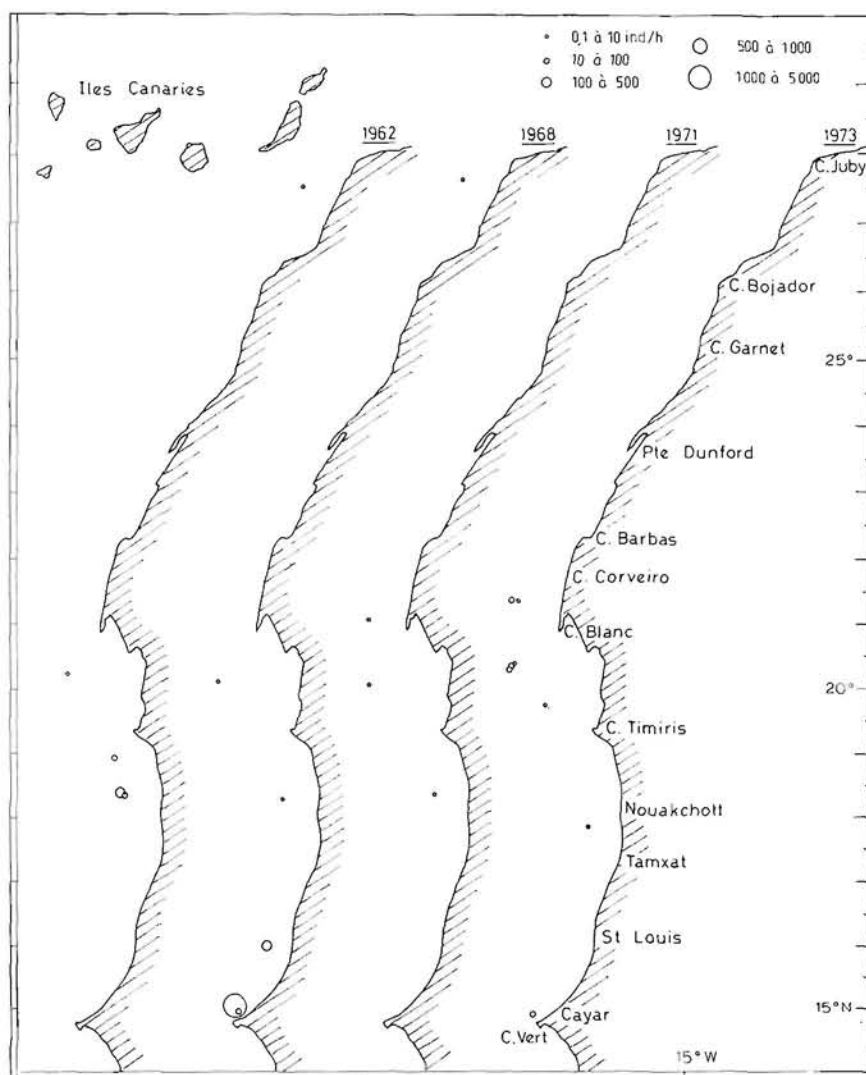 0,1 à 10 ind/h
10 à 100
100 à 500
500 à 1000
1000 à 5000
Iles Canaries
1962
1968
1971
1973
C.Juby
C.Bojador
C.Garnet
25°
Pte Dunford
C. Barbas
C. Corveiro
C. Blanc
20°
C. Timiris
Nouakchott
Tamxat
St Louis
15°N
Cayar
C.Vert
15°W